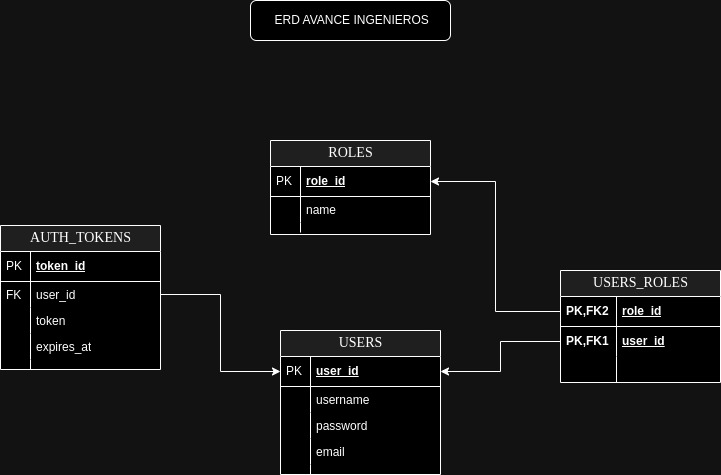 ERD AVANCE INGENIEROS
ROLES
PK role_id
name
AUTH_TOKENS
PK token_id
FK user_id
token
expires_at
USERS
PK user_id
username
password
email
USERS_ROLES
PK,FK2 role_id
PK,FK1 user_id